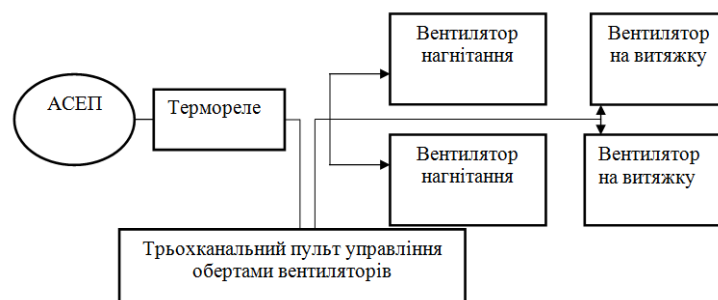 АСЕП
Термореле
Вентилятор
нагнітання
Вентилятор
на витяжку
Вентилятор
нагнітання
Вентилятор
на витяжку
Трьохканальний пульт управління
обертами вентиляторів